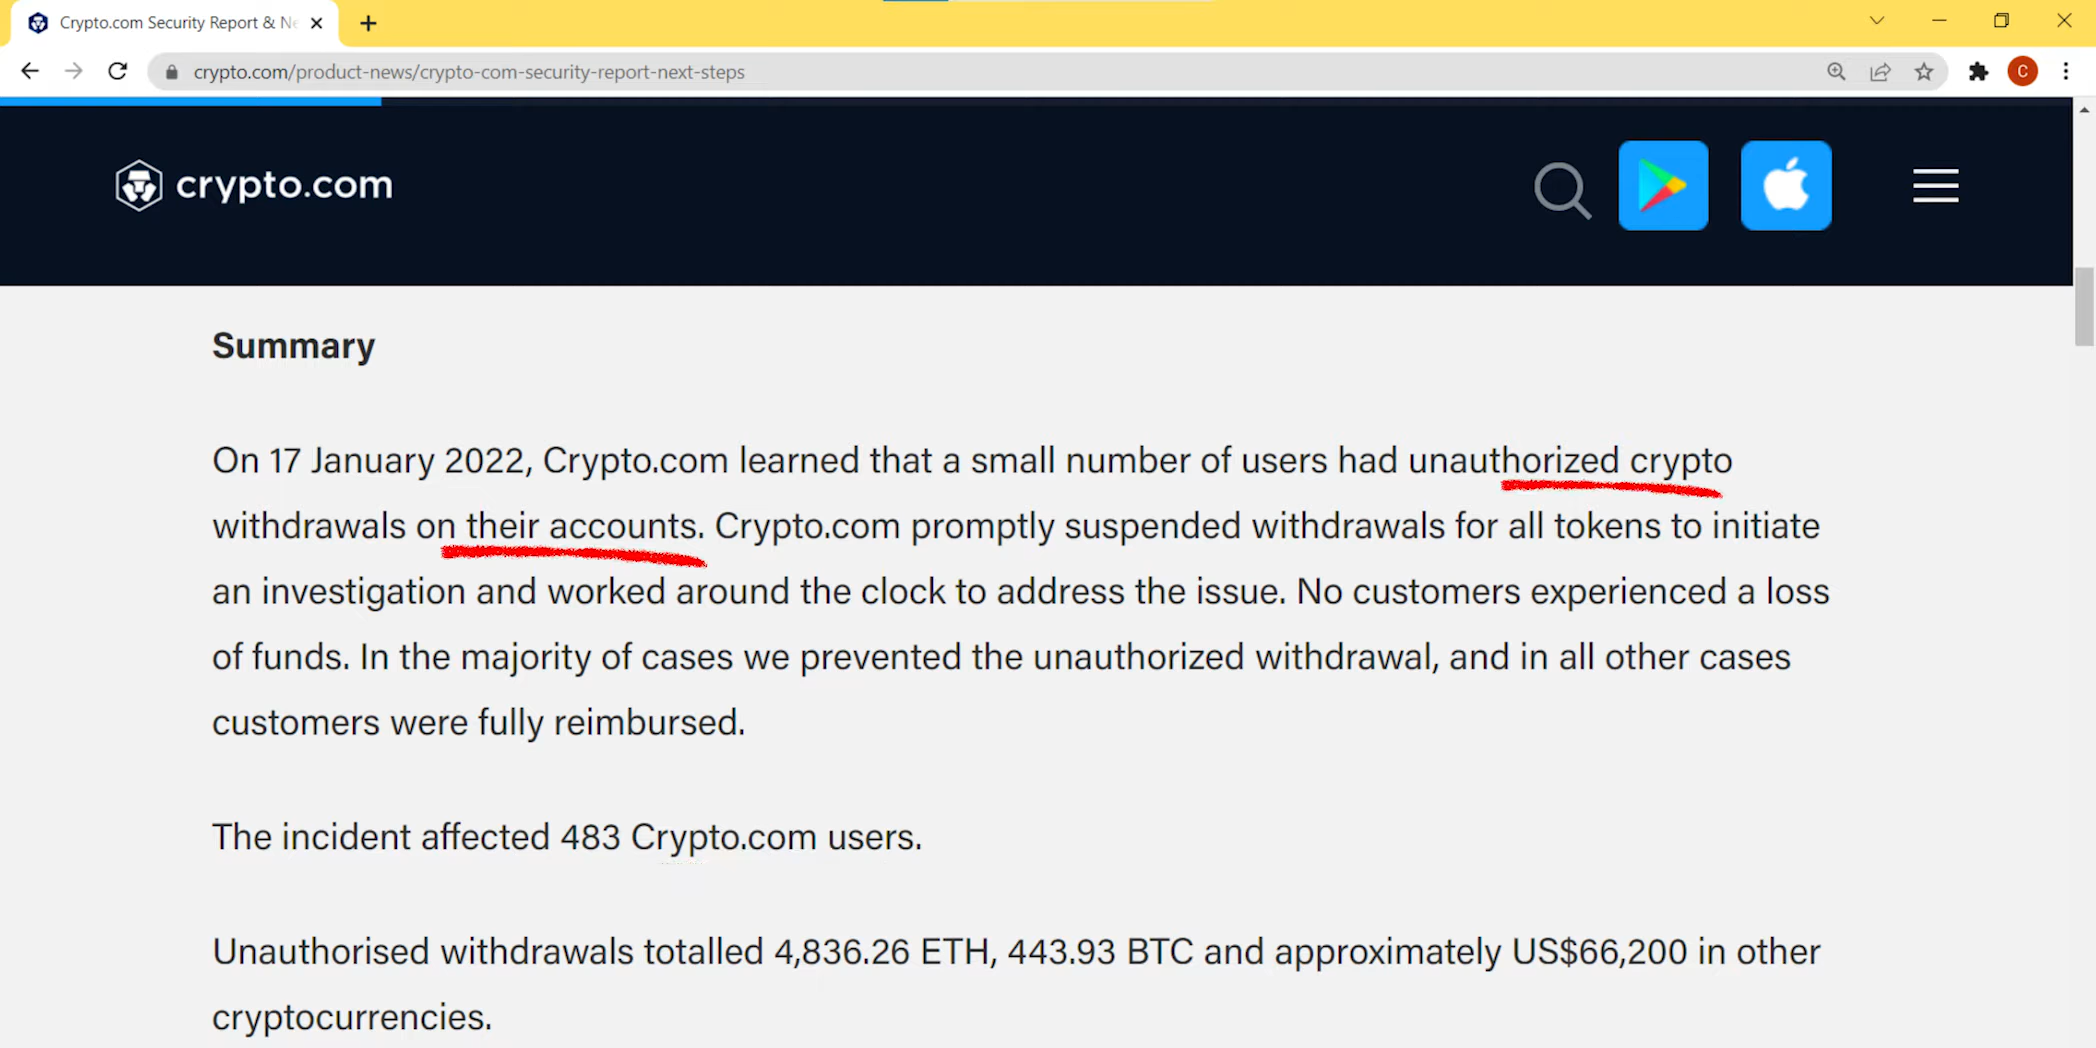 Crypto.com Security Report & Ne
crypto.com/product-news/crypto-com-security-report-next-steps
C
crypto.com
Summary
On 17 January 2022, Crypto.com learned that a small number of users had unauthorized crypto
withdrawals on their accounts. Crypto.com promptly suspended withdrawals for all tokens to initiate
an investigation and worked around the clock to address the issue. No customers experienced a loss
of funds. In the majority of cases we prevented the unauthorized withdrawal, and in all other cases
customers were fully reimbursed.
The incident affected 483 Crypto.com users.
Unauthorised withdrawals totalled 4,836.26 ETH, 443.93 BTC and approximately US$66,200 in other
cryptocurrencies.